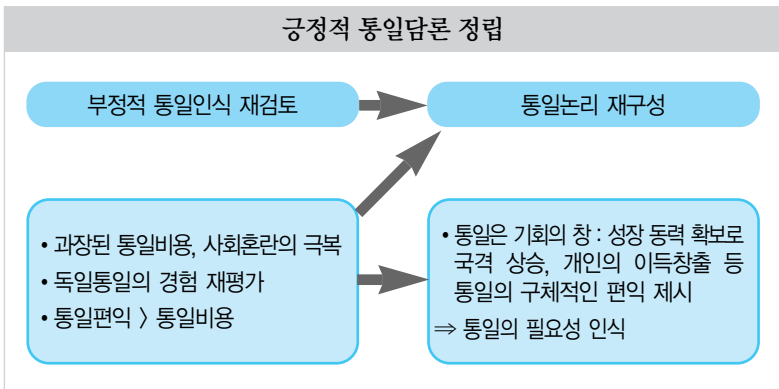 긍정적 통일담론 정립
부정적 통일인식 재검토
통일논리 재구성
• 과장된 통일비용, 사회혼란의 극복
• 독일통일의 경험 재평가
• 통일편익 〉 통일비용
• 통일은 기회의 창 : 성장 동력 확보로
국격 상승, 개인의 이득창출 등
통일의 구체적인 편익 제시
⇒ 통일의 필요성 인식